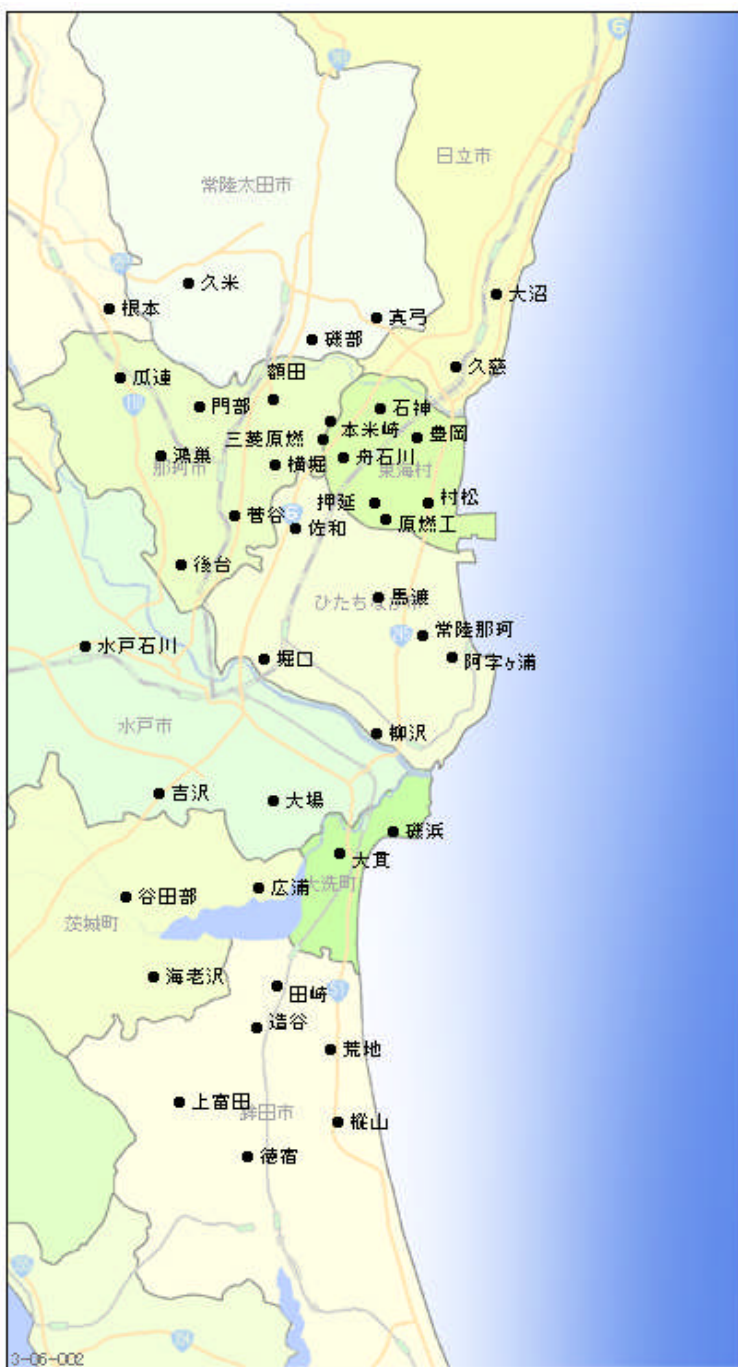 6
日立市
常陸太田市
久米
大沼
根本
真弓
磯部
久慈
瓜連
額田
門部
石神
本米崎
豊岡
三菱原燃
鴻巣
舟石川
那珂市
横堀
東海村
押延
村松
菅谷
佐和
原燃工
後台
馬渡
ひたちなか市
常陸那珂
水戸石川
堀口
阿字ヶ浦
水戸市
柳沢
吉沢
大場
磯浜
大貫
大洗町
広浦
谷田部
茨城町
海老沢
田崎
51
造谷
荒地
上富田
鉾田市
樅山
徳宿
3-06-002